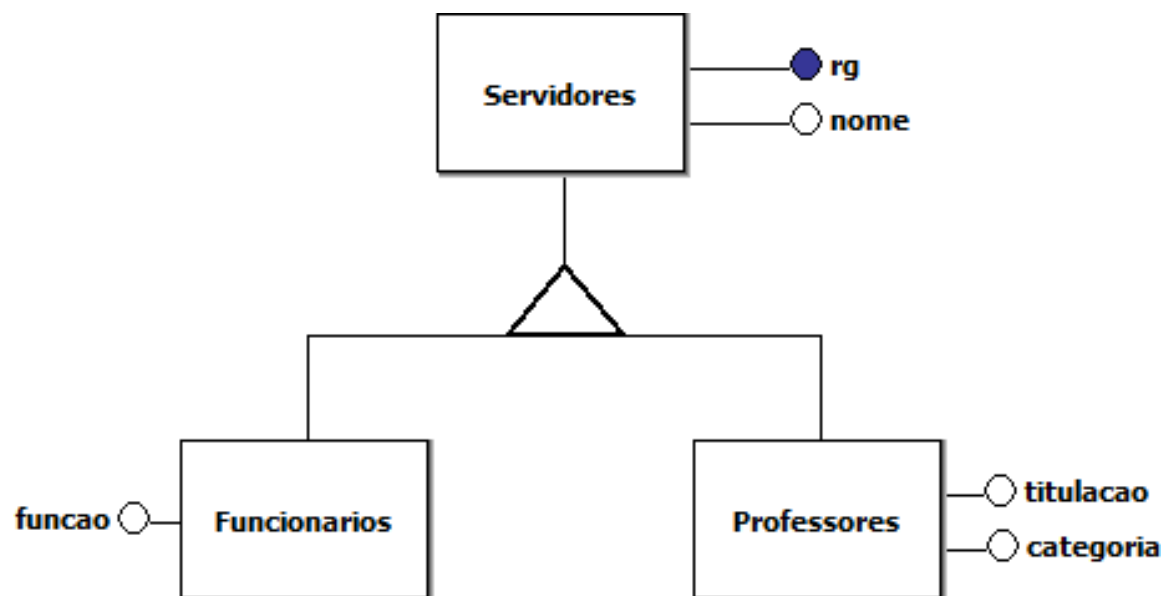 Servidores
rg
nome
funcao
Funcionarios
Professores
titulacao
categoria